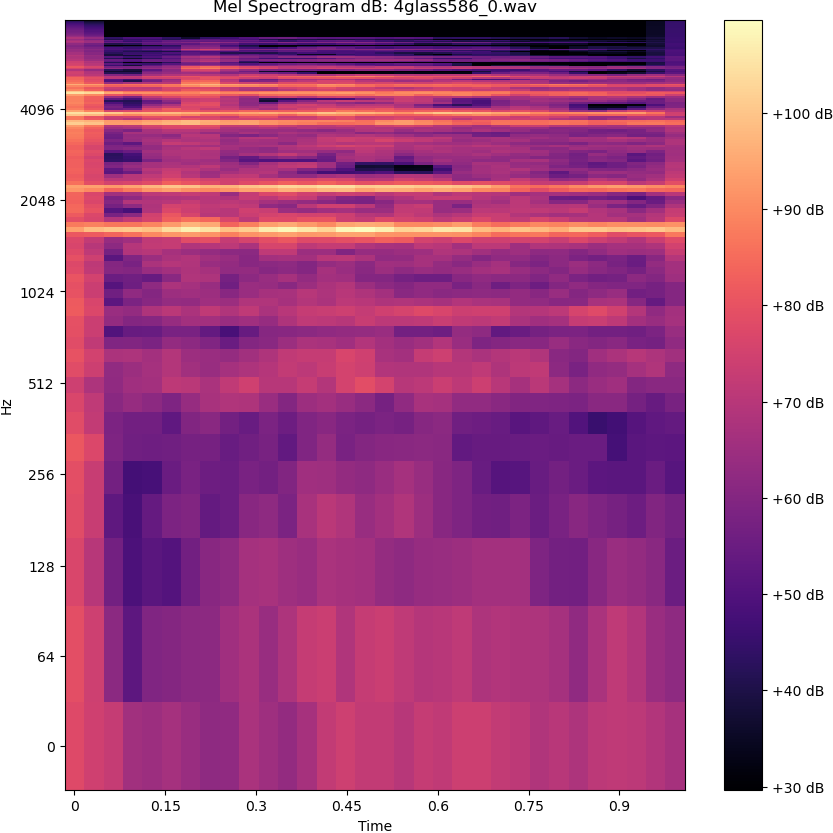 Mel Spectrogram dB: 4glass586_0.wav
4096
2048
1024
512
256
128
64
0
Hz
0
0.15
0.3
0.45
0.6
0.75
0.9
Time
+100 dB
+90 dB
+80 dB
+70 dB
+60 dB
+50 dB
+40 dB
+30 dB